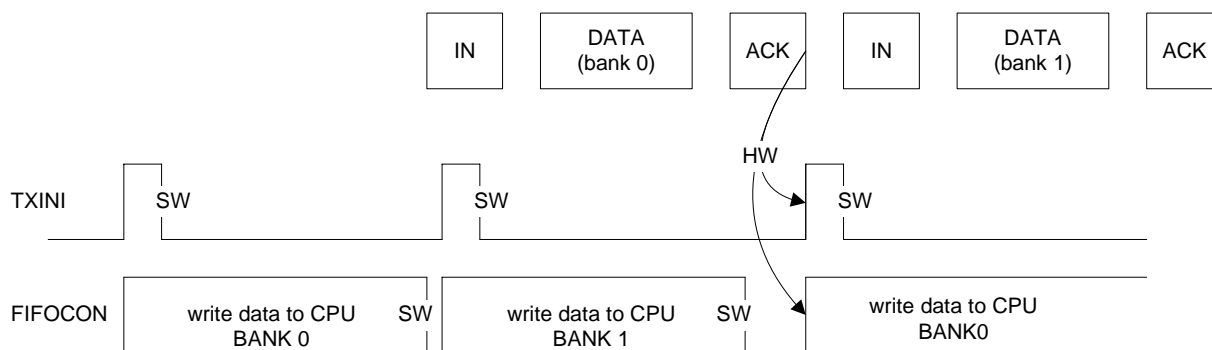 IN
DATA
(bank 0)
ACK
IN
DATA
(bank 1)
ACK
HW
TXINI
SW
SW
SW
FIFOCON
write data to CPU
BANK 0
SW
write data to CPU
BANK 1
SW
write data to CPU
BANK0